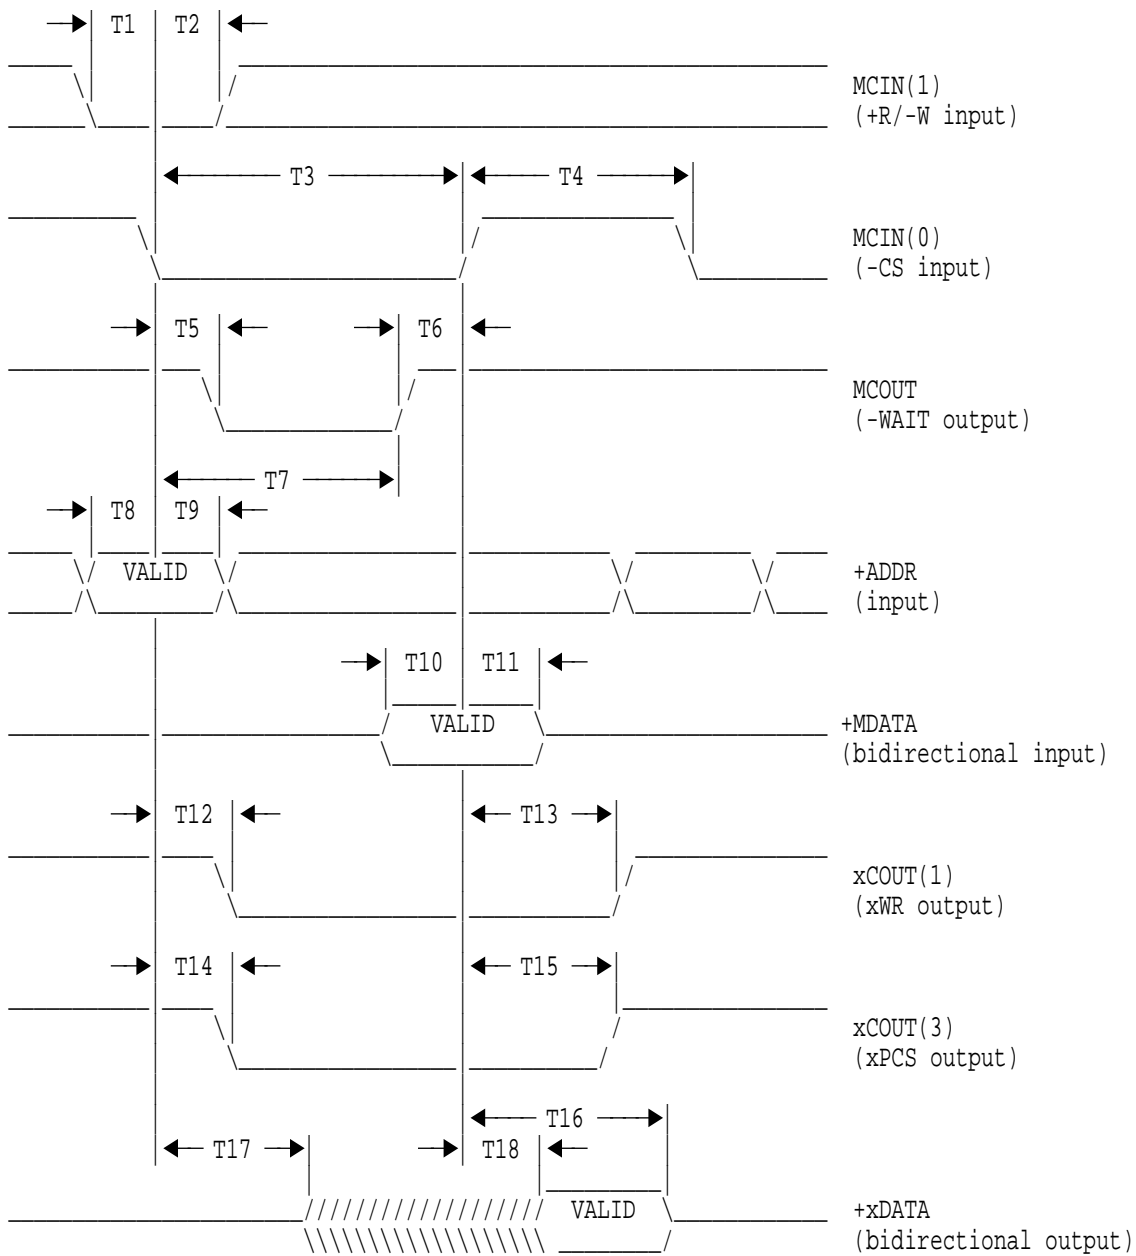 T1 T2
MCIN(1)
(+R/-W input)
T3 T4
MCIN(0)
(-CS input)
T5 T6
MCOUT
(-WAIT output)
T7
T8 T9
VALID
+ADDR
(input)
T10 T11
VALID
+MDATA
(bidirectional input)
T12 T13
xCOUT(1)
(xWR output)
T14 T15
xCOUT(3)
(xPCS output)
T16
T17 T18
VALID
+xDATA
(bidirectional output)